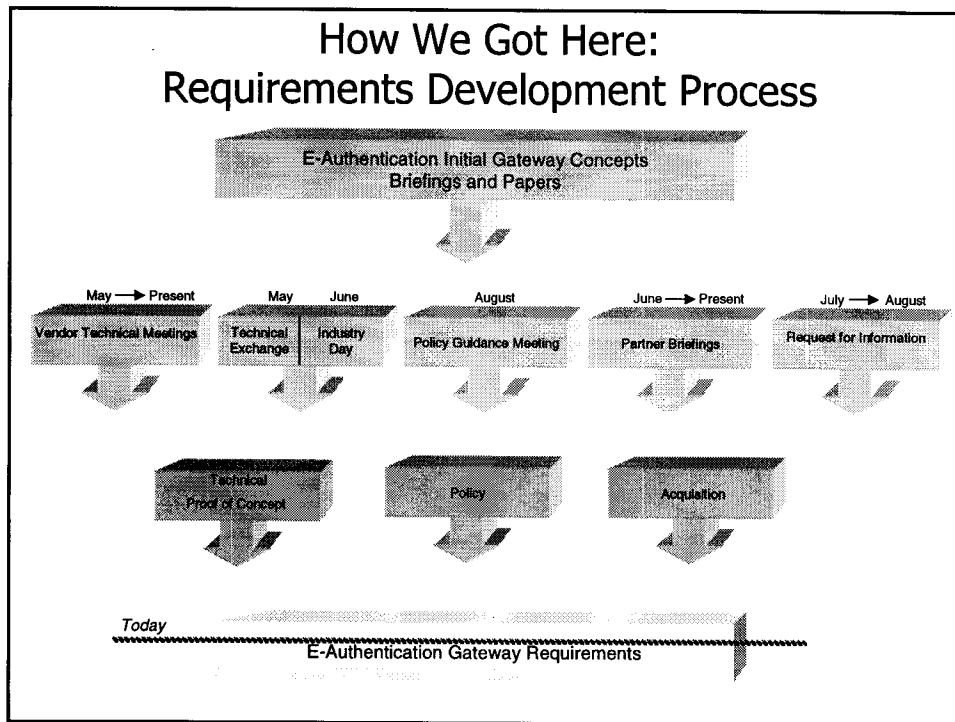 How We Got Here:
Requirements Development Process
E-Authentication Initial Gateway Concepts
Briefings and Papers
May → Present
Vendor Technical Meetings
May June
Technical Exchange
Industry Day
August
Policy Guidance Meeting
June → Present
Partner Briefings
July → August
Request for Information
Technical
Proof of Concept
Policy
Acquisition
Today
E-Authentication Gateway Requirements